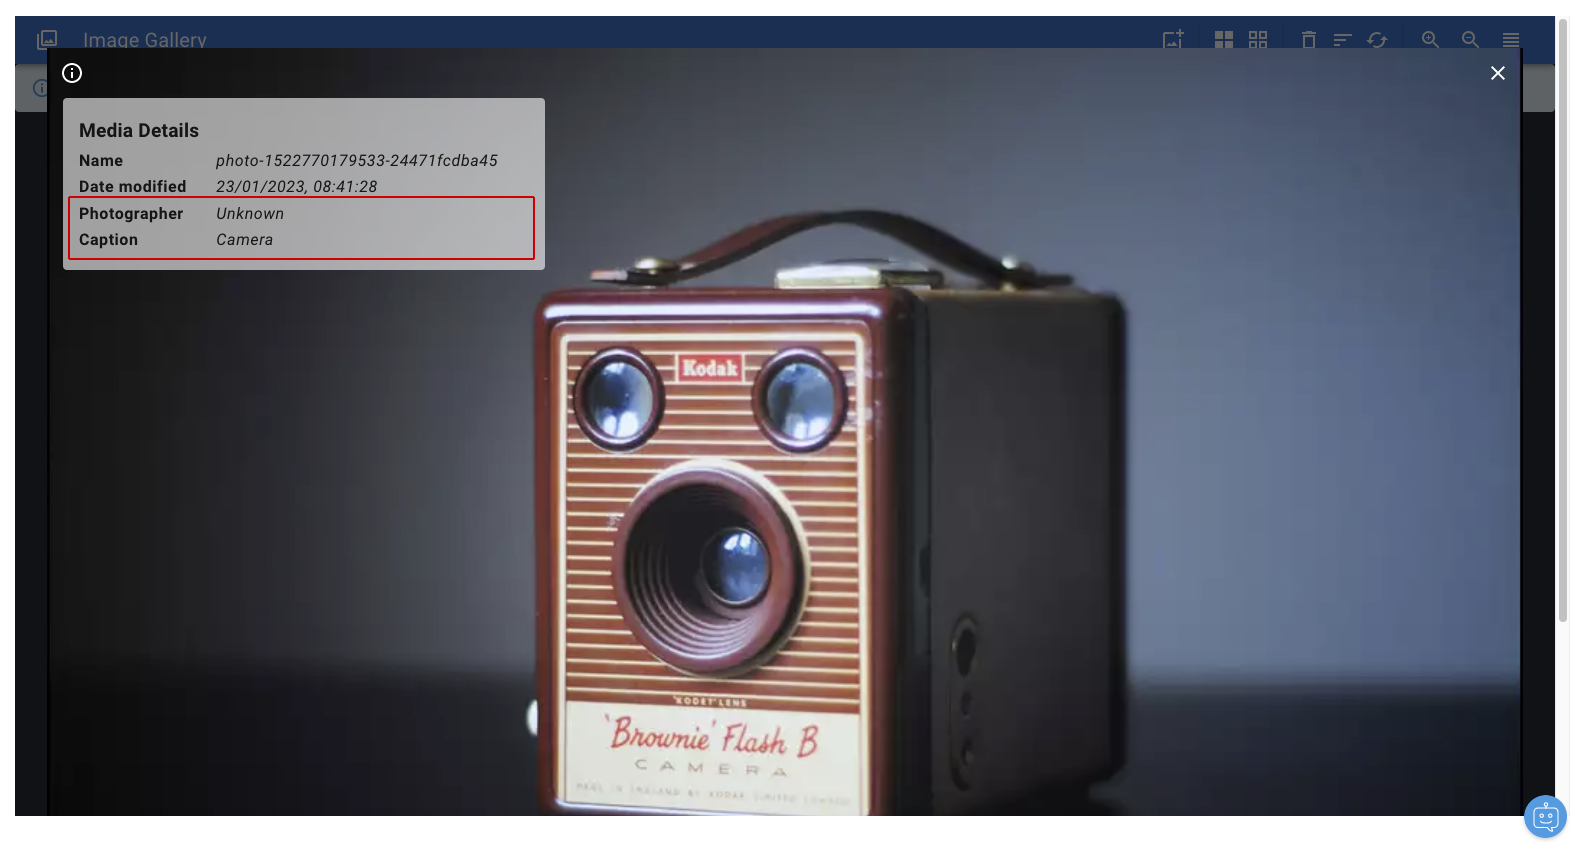 Image Gallery
Media Details
Name photo-1522770179533-24471fcdba45
Date modified 23/01/2023, 08:41:28
Photographer Unknown
Caption Camera
Kodak
'KODET' LENS
'Brownie' Flash B
CAMERA
MADE IN ENGLAND BY KODAK LIMITED LONDON